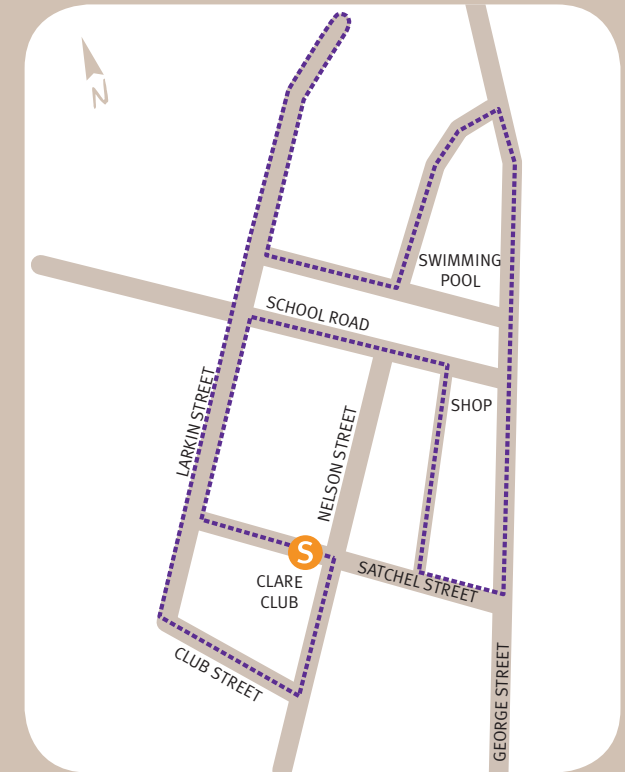 N
SWIMMING
POOL
SCHOOL ROAD
LARKIN STREET
SHOP
NELSON STREET
S
CLARE
CLUB
SATCHEL STREET
CLUB STREET
GEORGE STREET